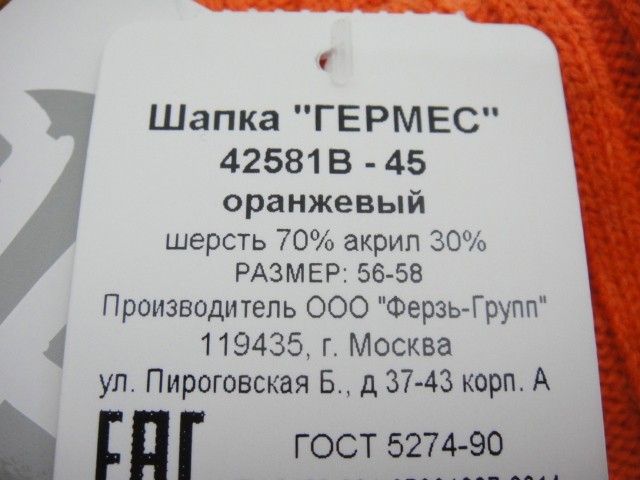 Шапка "ГЕРМЕС"
42581В - 45
оранжевый
шерсть 70% акрил 30%
РАЗМЕР: 56-58
Производитель ООО "Ферзь-Групп"
119435, г. Москва
ул. Пироговская Б., д 37-43 корп. А
ЕАС
ГОСТ 5274-90